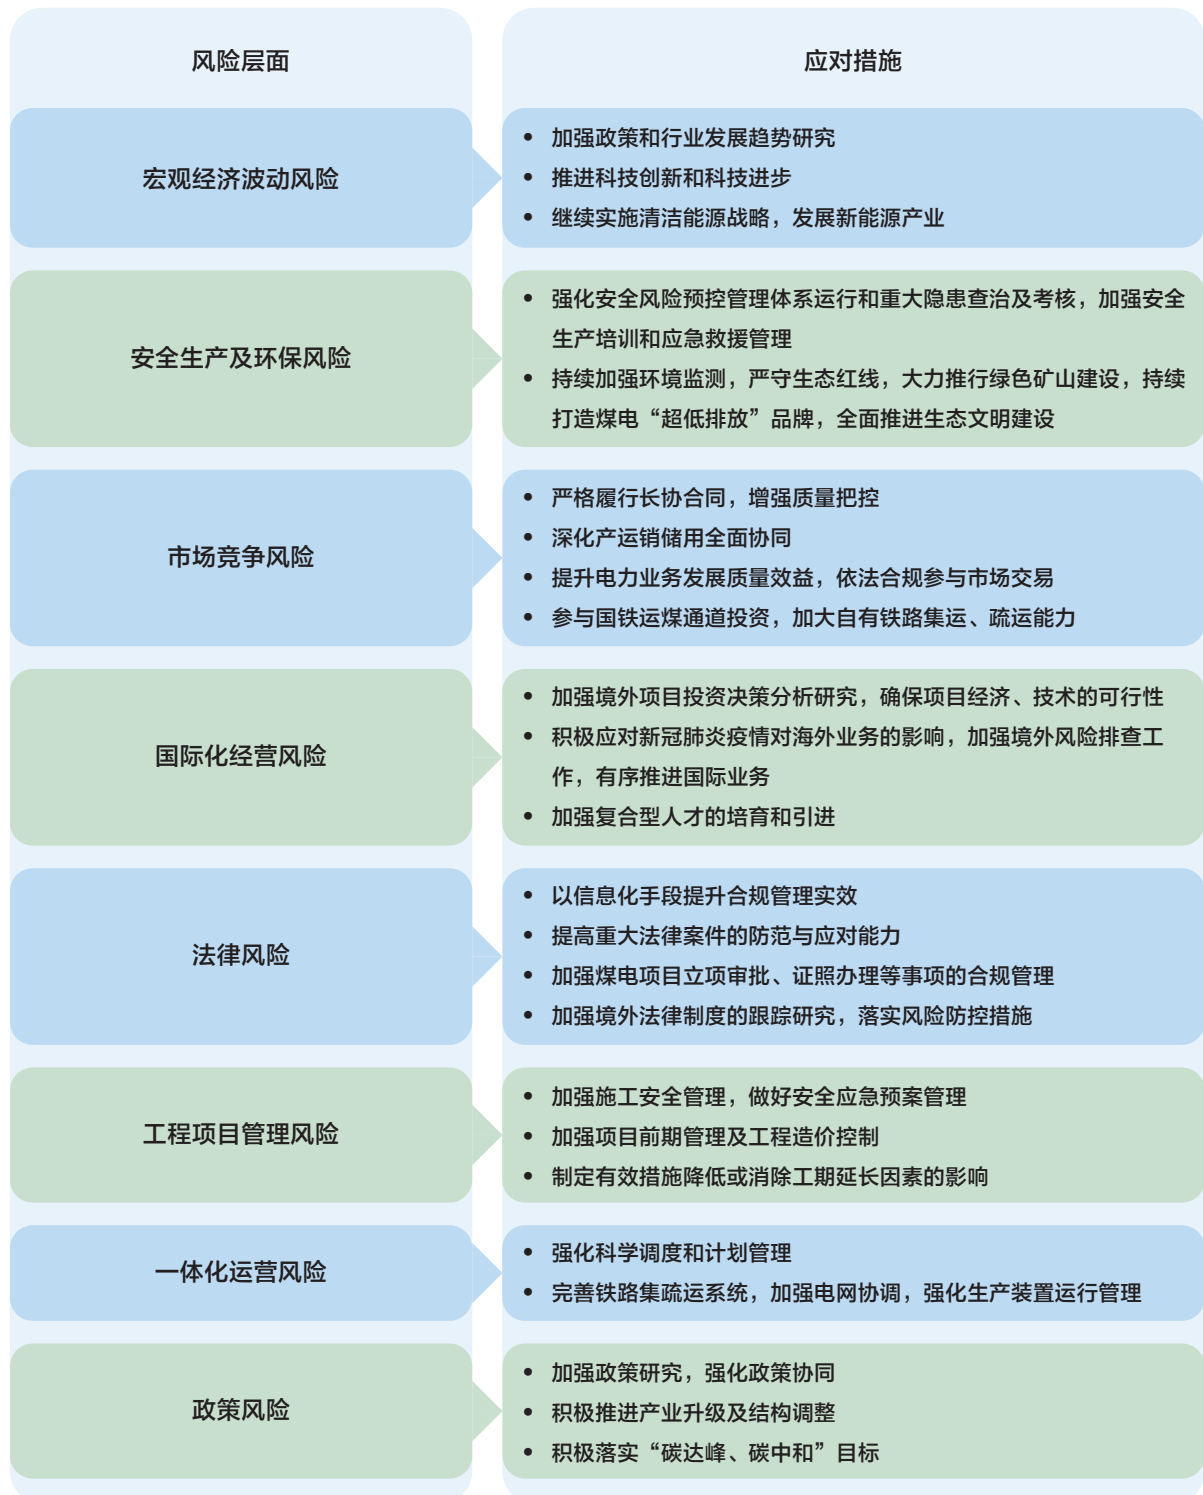 风险层面
应对措施
宏观经济波动风险
• 加强政策和行业发展趋势研究
• 推进科技创新和科技进步
• 继续实施清洁能源战略，发展新能源产业
安全生产及环保风险
• 强化安全风险预控管理体系运行和重大隐患查治及考核，加强安全
生产培训和应急救援管理
• 持续加强环境监测，严守生态红线，大力推行绿色矿山建设，持续
打造煤电“超低排放”品牌，全面推进生态文明建设
市场竞争风险
• 严格履行长协合同，增强质量把控
• 深化产运销储用全面协同
• 提升电力业务发展质量效益，依法合规参与市场交易
• 参与国铁运煤通道投资，加大自有铁路集运、疏运能力
国际化经营风险
• 加强境外项目投资决策分析研究，确保项目经济、技术的可行性
• 积极应对新冠肺炎疫情对海外业务的影响，加强境外风险排查工
作，有序推进国际业务
• 加强复合型人才的培育和引进
法律风险
• 以信息化手段提升合规管理实效
• 提高重大法律案件的防范与应对能力
• 加强煤电项目立项审批、证照办理等事项的合规管理
• 加强境外法律制度的跟踪研究，落实风险防控措施
工程项目管理风险
• 加强施工安全管理，做好安全应急预案管理
• 加强项目前期管理及工程造价控制
• 制定有效措施降低或消除工期延长因素的影响
一体化运营风险
• 强化科学调度和计划管理
• 完善铁路集疏运系统，加强电网协调，强化生产装置运行管理
政策风险
• 加强政策研究，强化政策协同
• 积极推进产业升级及结构调整
• 积极落实“碳达峰、碳中和”目标